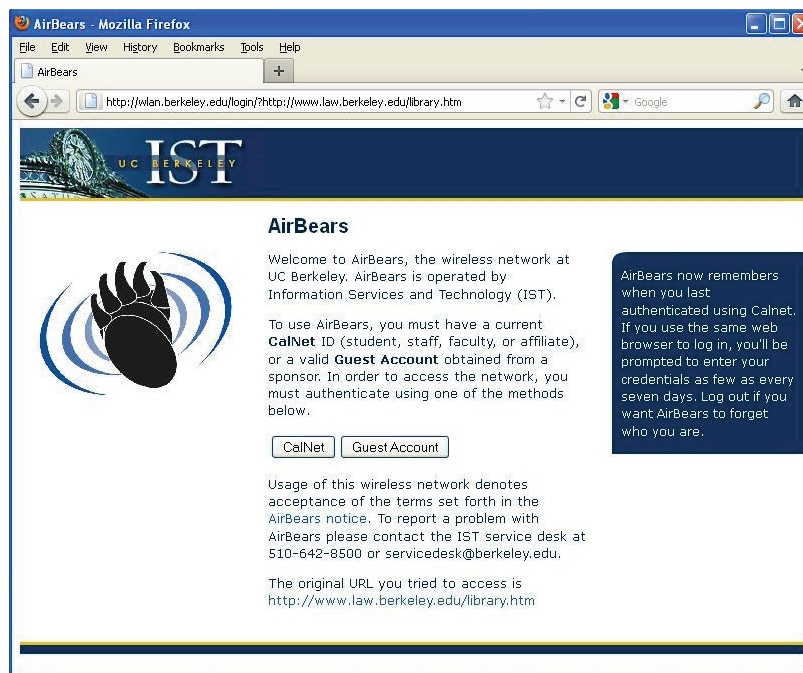 AirBears - Mozilla Firefox
File Edit View History Bookmarks Tools Help
AirBears
http://wlan.berkeley.edu/login/?http://www.law.berkeley.edu/library.htm
Google
UC BERKELEY IST
AirBears
Welcome to AirBears, the wireless network at
UC Berkeley. AirBears is operated by
Information Services and Technology (IST).
To use AirBears, you must have a current
CalNet ID (student, staff, faculty, or affiliate),
or a valid Guest Account obtained from a
sponsor. In order to access the network, you
must authenticate using one of the methods
below.
CalNet Guest Account
Usage of this wireless network denotes
acceptance of the terms set forth in the
AirBears notice. To report a problem with
AirBears please contact the IST service desk at
510-642-8500 or servicedesk@berkeley.edu.
The original URL you tried to access is
http://www.law.berkeley.edu/library.htm
AirBears now remembers
when you last
authenticated using Calnet.
If you use the same web
browser to log in, you'll be
prompted to enter your
credentials as few as every
seven days. Log out if you
want AirBears to forget
who you are.